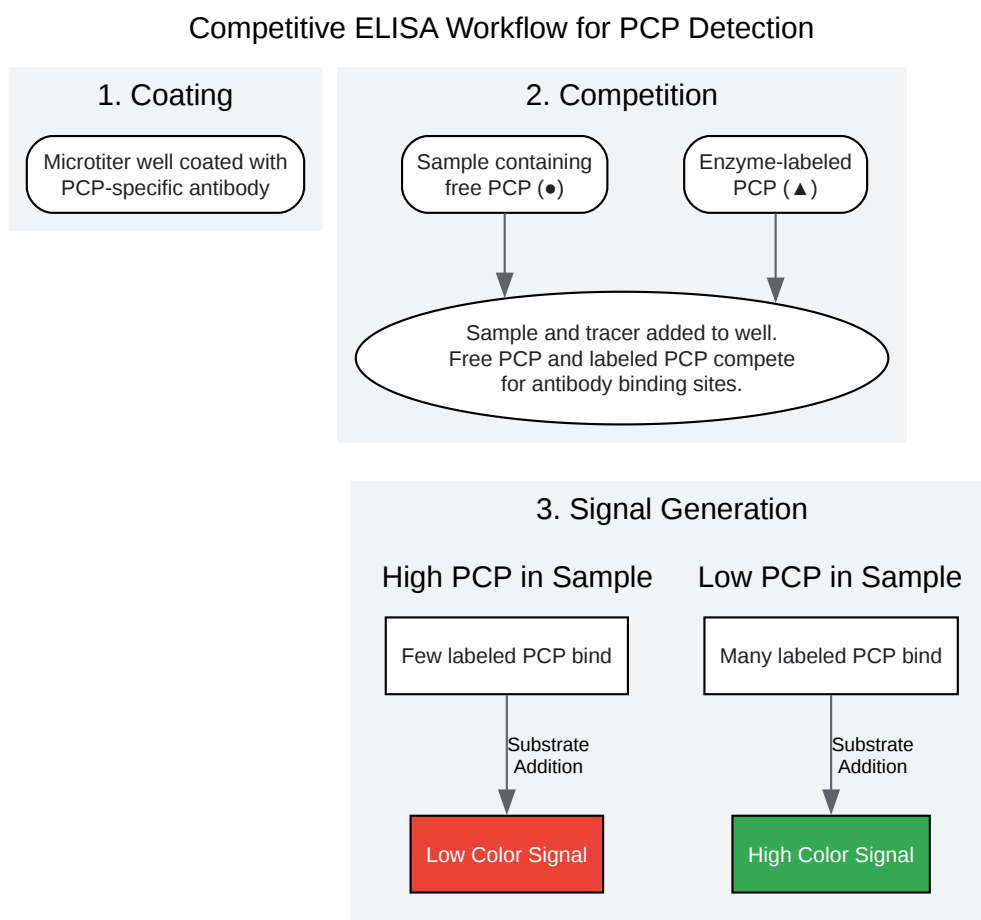 Competitive ELISA Workflow for PCP Detection
1. Coating
Microtiter well coated with
PCP-specific antibody
2. Competition
Sample containing
free PCP (●)
Enzyme-labeled
PCP (▲)
Sample and tracer added to well.
Free PCP and labeled PCP compete
for antibody binding sites.
3. Signal Generation
High PCP in Sample
Few labeled PCP bind
Substrate
Addition
Low Color Signal
Low PCP in Sample
Many labeled PCP bind
Substrate
Addition
High Color Signal